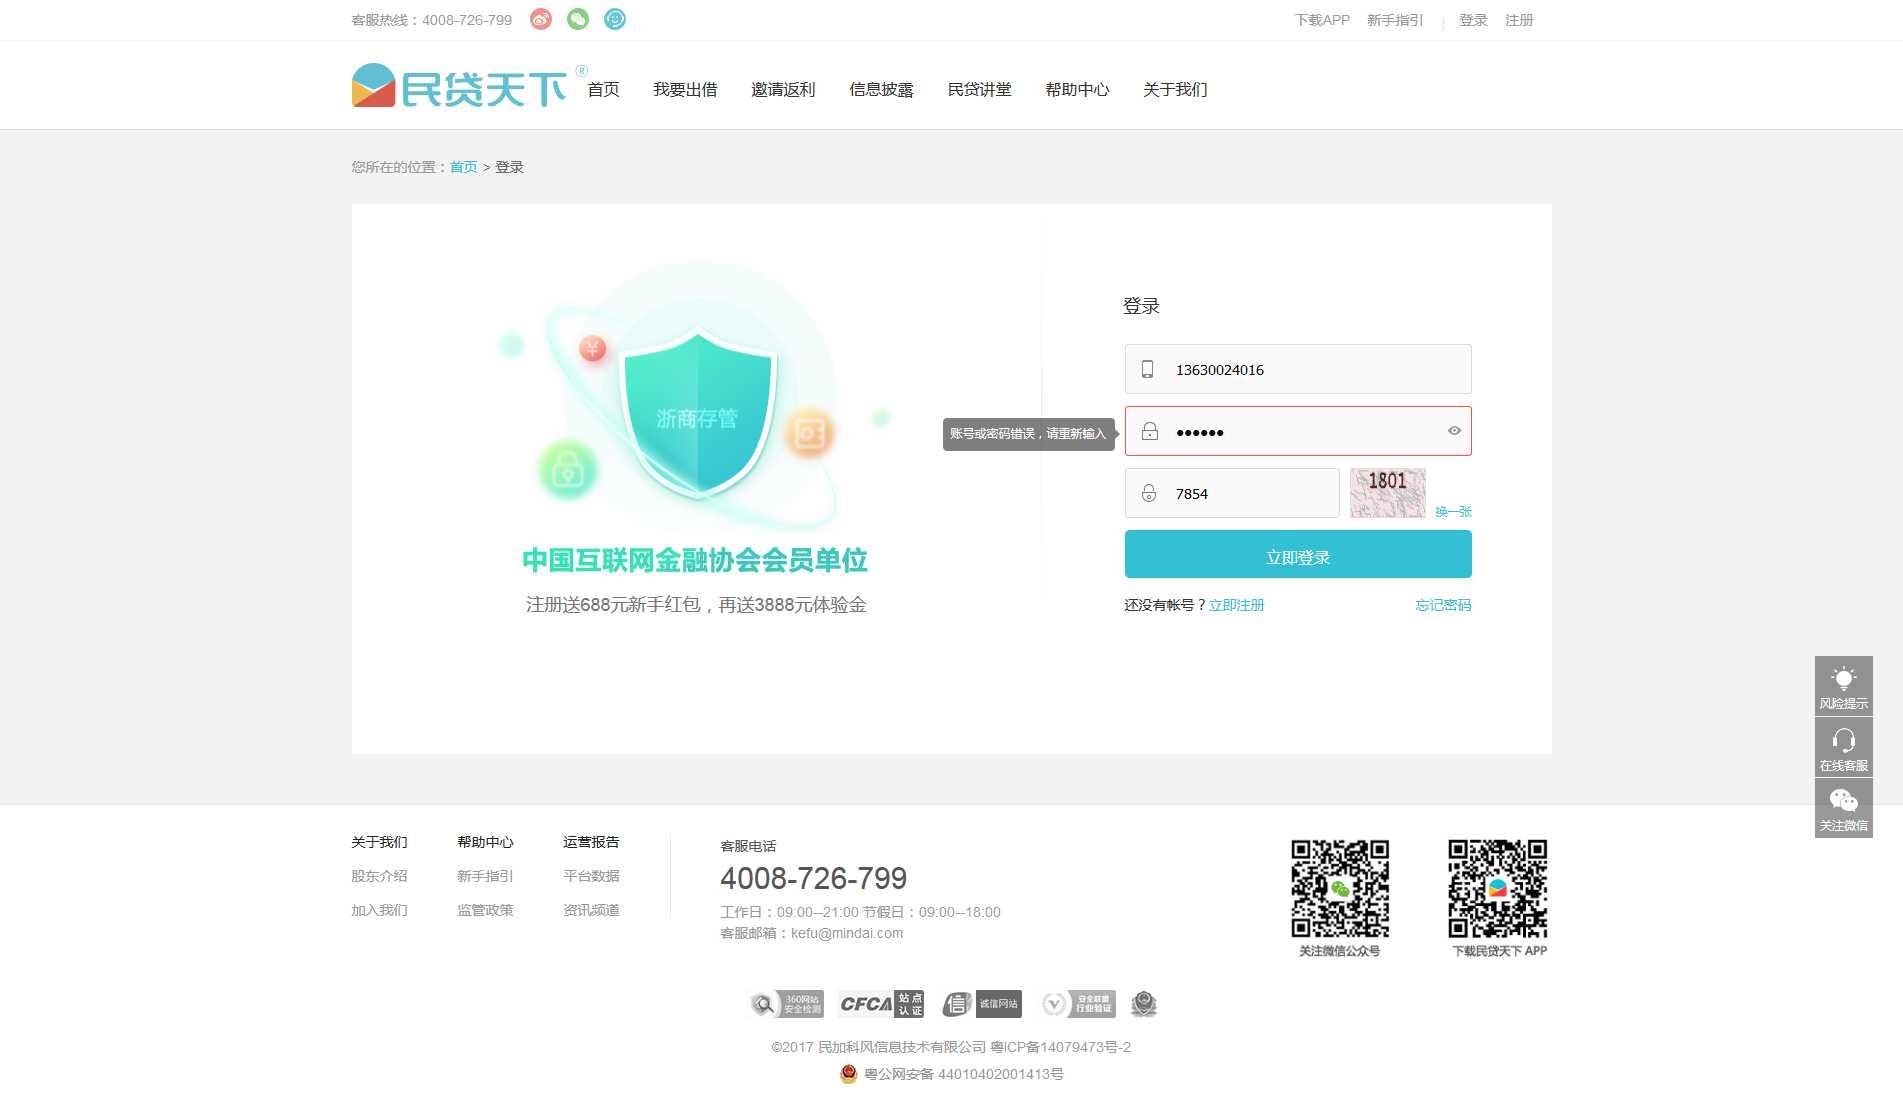 客服热线：4008-726-799
下载APP 新手指引 | 登录 注册
民贷天下®
首页 我要出借 邀请返利 信息披露 民贷讲堂 帮助中心 关于我们
您所在的位置：首页 > 登录
浙商存管
中国互联网金融协会会员单位
注册送688元新手红包，再送3888元体验金
登录
13630024016
账号或密码错误，请重新输入
●●●●●●
7854
1801
换一张
立即登录
还没有帐号？立即注册 忘记密码
风险提示
在线客服
关注微信
关于我们 帮助中心 运营报告
股东介绍 新手指引 平台数据
加入我们 监管政策 资讯频道
客服电话
4008-726-799
工作日：09:00--21:00 节假日：09:00--18:00
客服邮箱：kefu@mindai.com
关注微信公众号
下载民贷天下 APP
360网站
安全检测
CFCA 站点
认证
信 诚信网站
安全联盟
行业验证
©2017 民加科风信息技术有限公司 粤ICP备14079473号-2
粤公网安备 44010402001413号